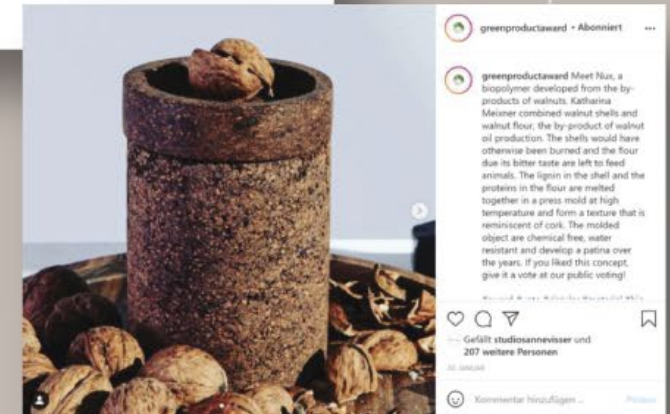 greenproductaward • Abonniert
greenproductaward Meet Nux, a
biopolymer developed from the by-
products of walnuts. Katharina
Meixner combined walnut shells and
walnut flour, the by-product of walnut
oil production. The shells would have
otherwise been burned and the flour
due its bitter taste are left to feed
animals. The lignin in the shell and the
proteins in the flour are melted
together in a press mold at high
temperature and form a texture that is
reminiscent of cork. The molded
object are chemical free, water
resistant and develop a patina over
the years. If you liked this concept,
give it a vote at our public voting!
Gefällt studiosannevisser und
207 weitere Personen
JANUAR
Kommentar hinzufügen ...
Posten